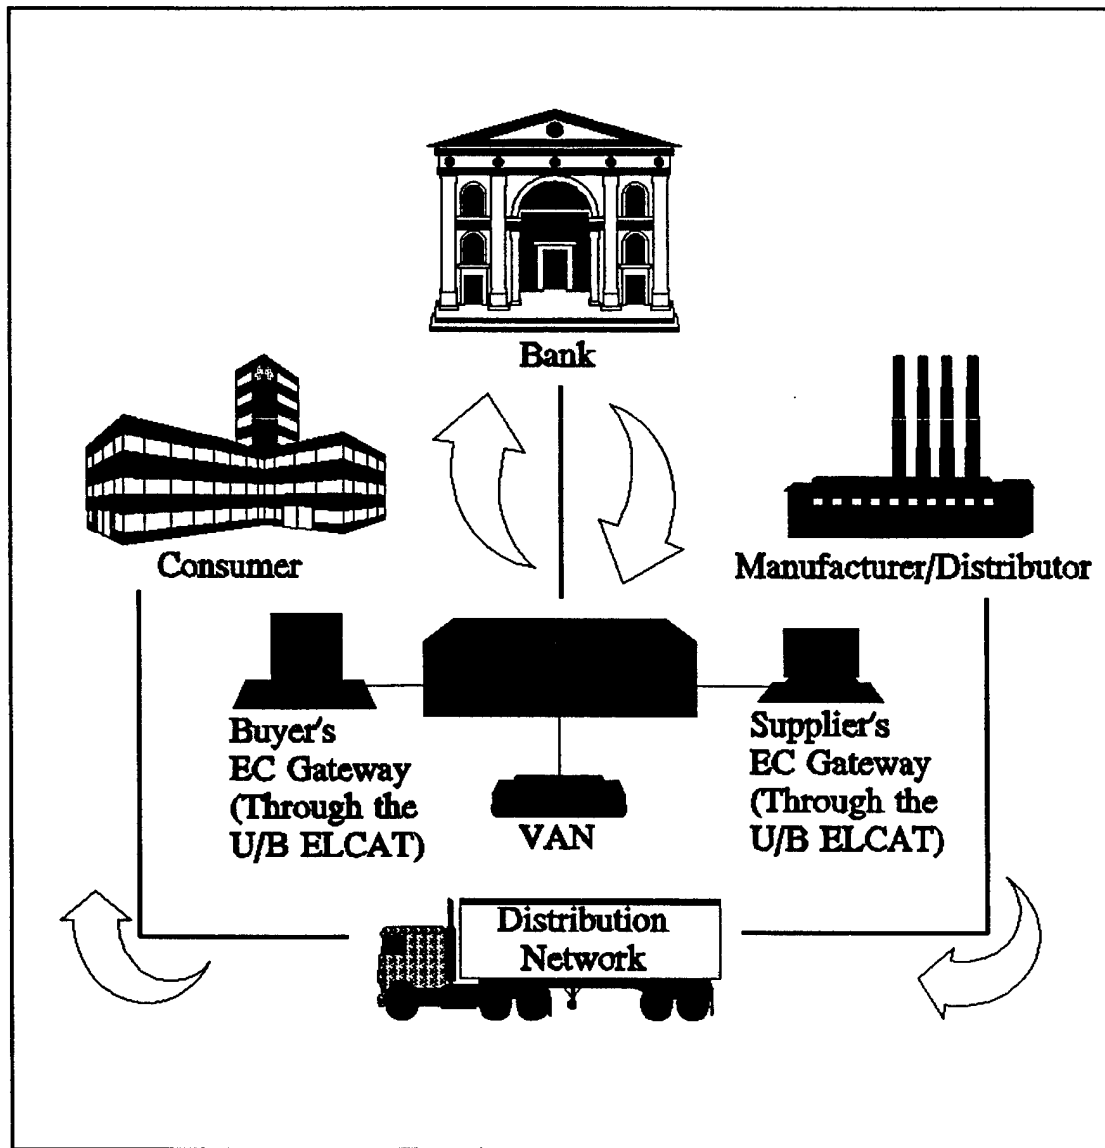 Bank
Consumer
Manufacturer/Distributor
Buyer's
EC Gateway
(Through the
U/B ELCAT)
VAN
Supplier's
EC Gateway
(Through the
U/B ELCAT)
Distribution
Network